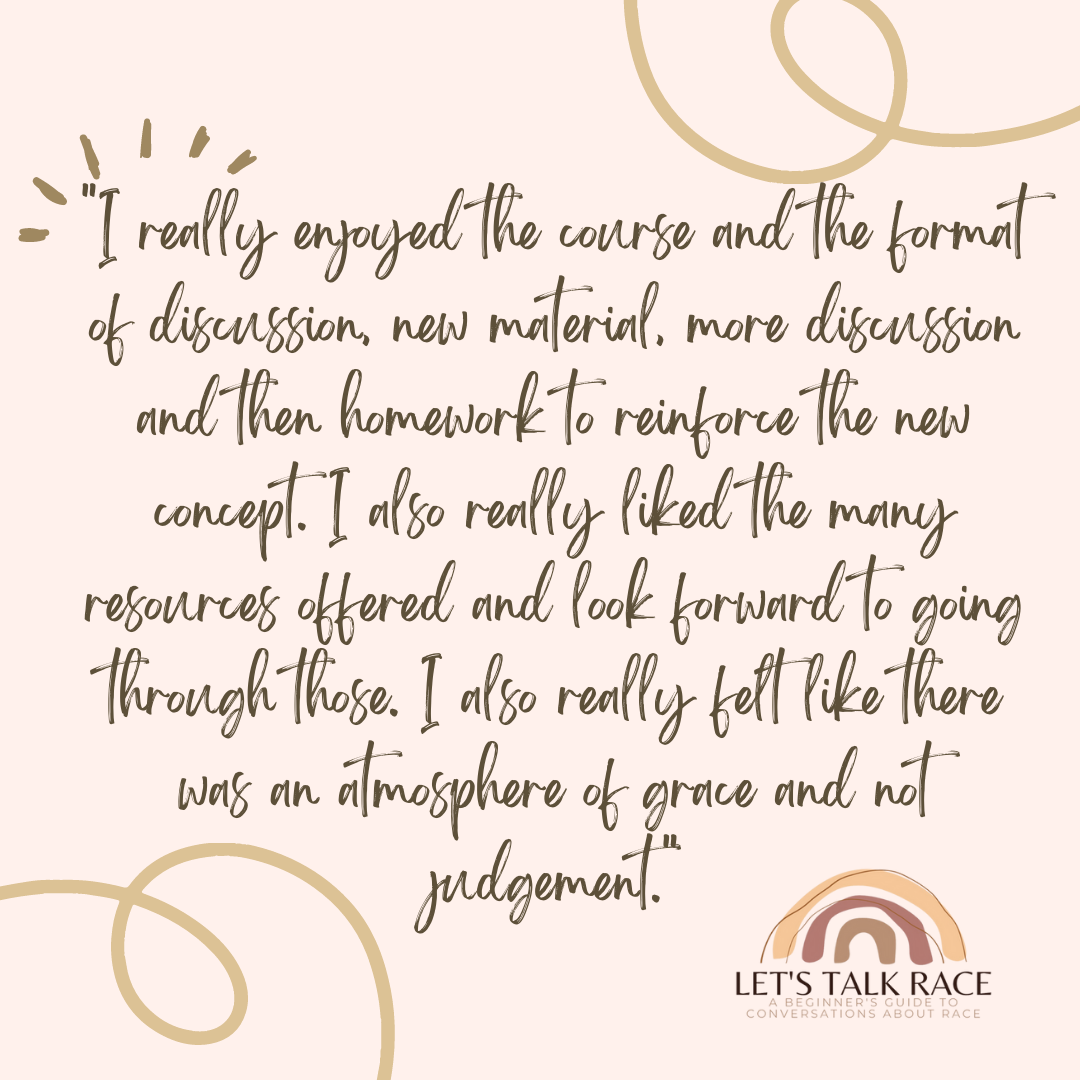 "I really enjoyed the course and the format
of discussion, new material, more discussion
and then homework to reinforce the new
concept. I also really liked the many
resources offered and look forward to going
through those. I also really felt like there
was an atmosphere of grace and not
judgement."
LET'S TALK RACE
A BEGINNER'S GUIDE TO
CONVERSATIONS ABOUT RACE